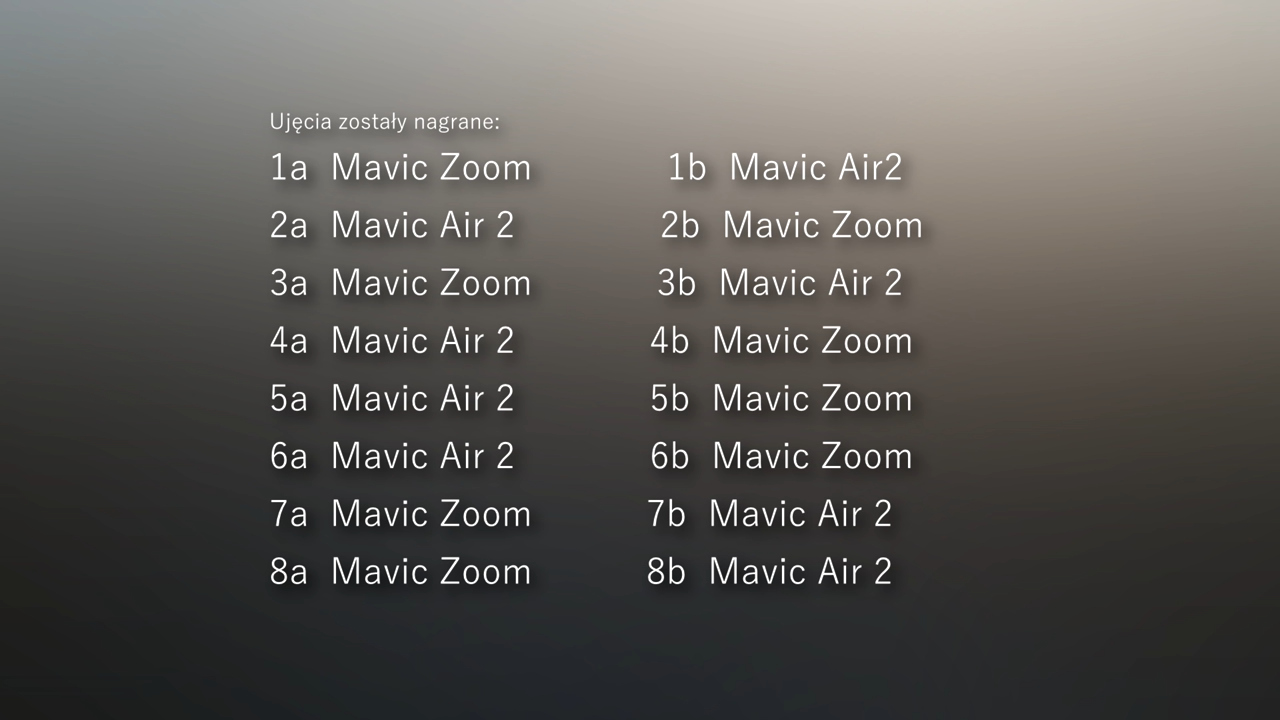 Ujęcia zostały nagrane:
1a Mavic Zoom 1b Mavic Air2
2a Mavic Air 2 2b Mavic Zoom
3a Mavic Zoom 3b Mavic Air 2
4a Mavic Air 2 4b Mavic Zoom
5a Mavic Air 2 5b Mavic Zoom
6a Mavic Air 2 6b Mavic Zoom
7a Mavic Zoom 7b Mavic Air 2
8a Mavic Zoom 8b Mavic Air 2